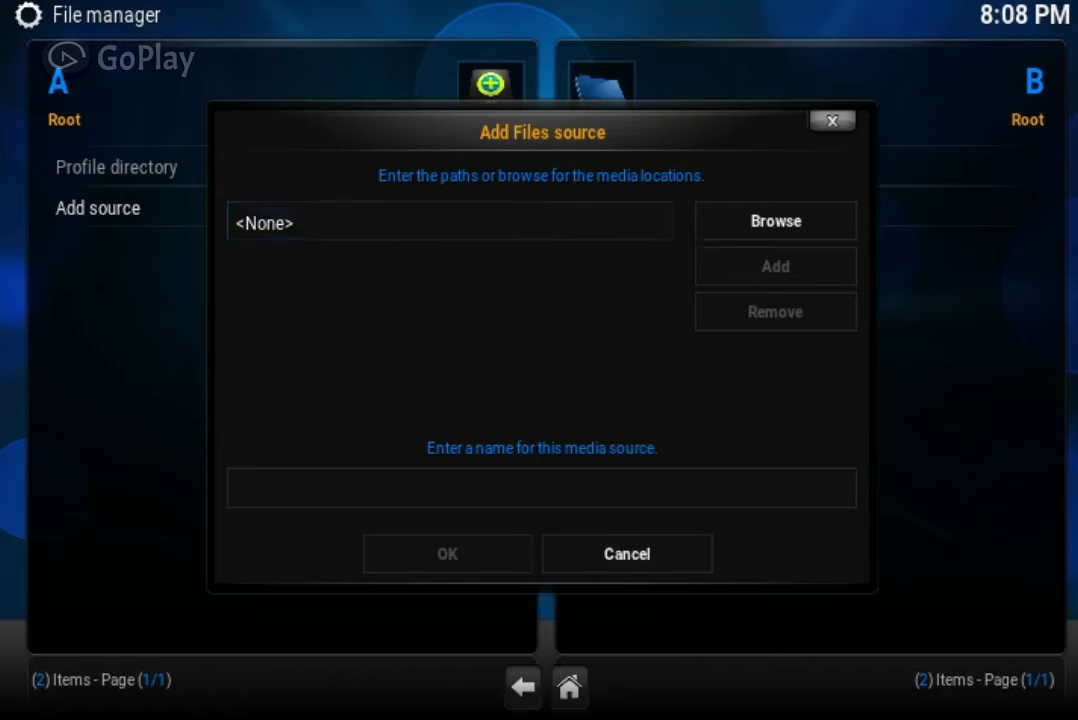 File manager
8:08 PM
GoPlay
A
B
Root
Root
Add Files source
X
Enter the paths or browse for the media locations.
Profile directory
Add source
<None>
Browse
Add
Remove
Enter a name for this media source.
OK
Cancel
(2) Items - Page (1/1)
(2) Items - Page (1/1)